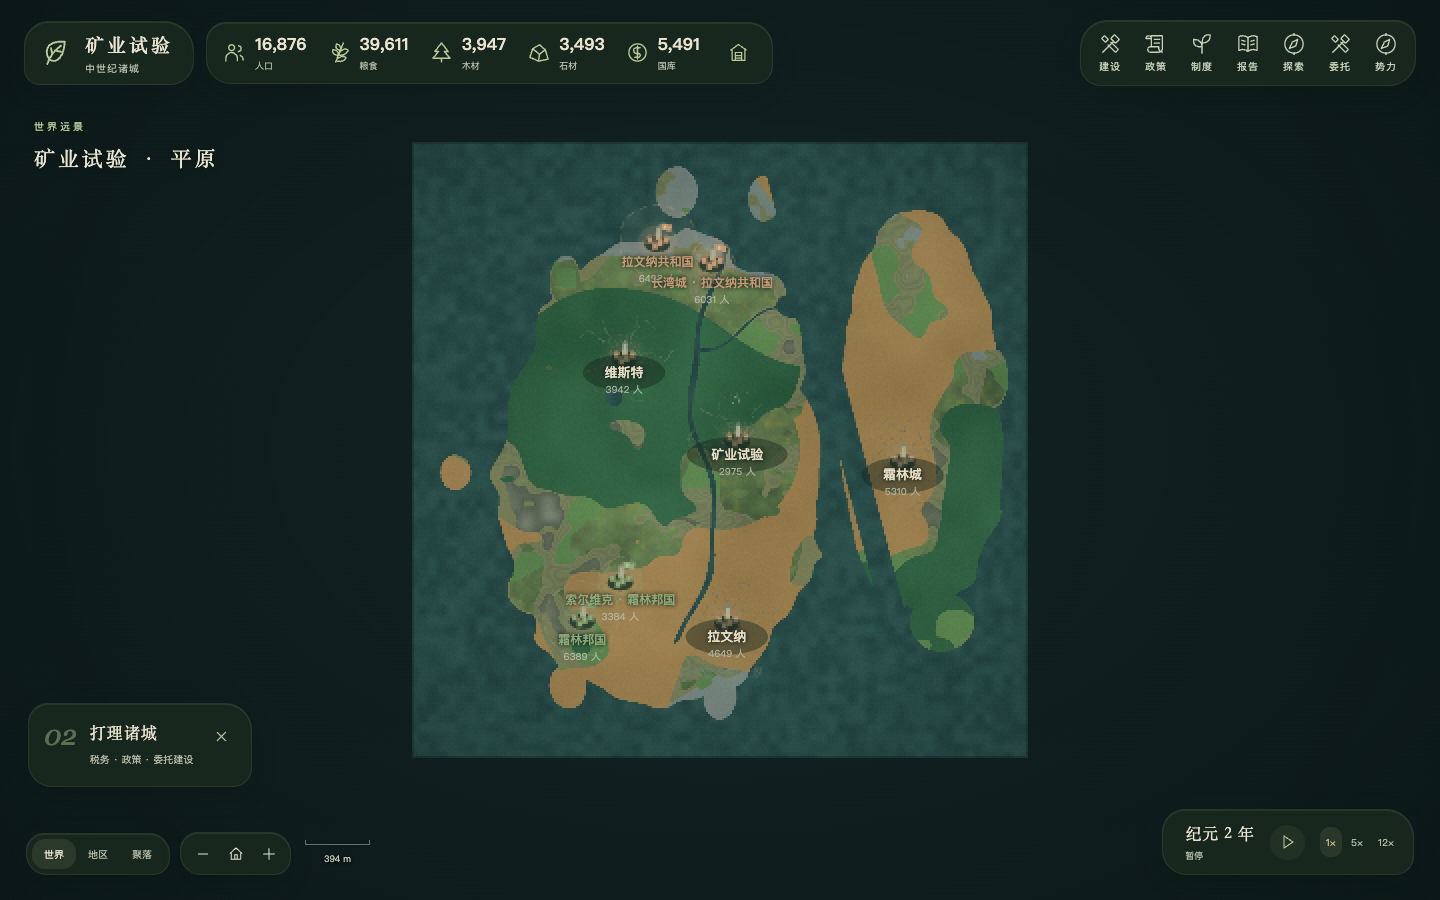 矿业试验
中世纪诸城
16,876
人口
39,611
粮食
3,947
木材
3,493
石材
5,491
国库
建设
政策
制度
报告
探索
委托
势力
世界远景
矿业试验 · 平原
拉文纳共和国
长湾城 · 拉文纳共和国
6031 人
维斯特
3942 人
矿业试验
2975 人
霜林城
5310 人
索尔维克 · 霜林邦国
3384 人
霜林邦国
6389 人
拉文纳
4649 人
02
打理诸城
税务 · 政策 · 委托建设
世界
地区
聚落
394 m
纪元 2 年
暂停
1×
5×
12×